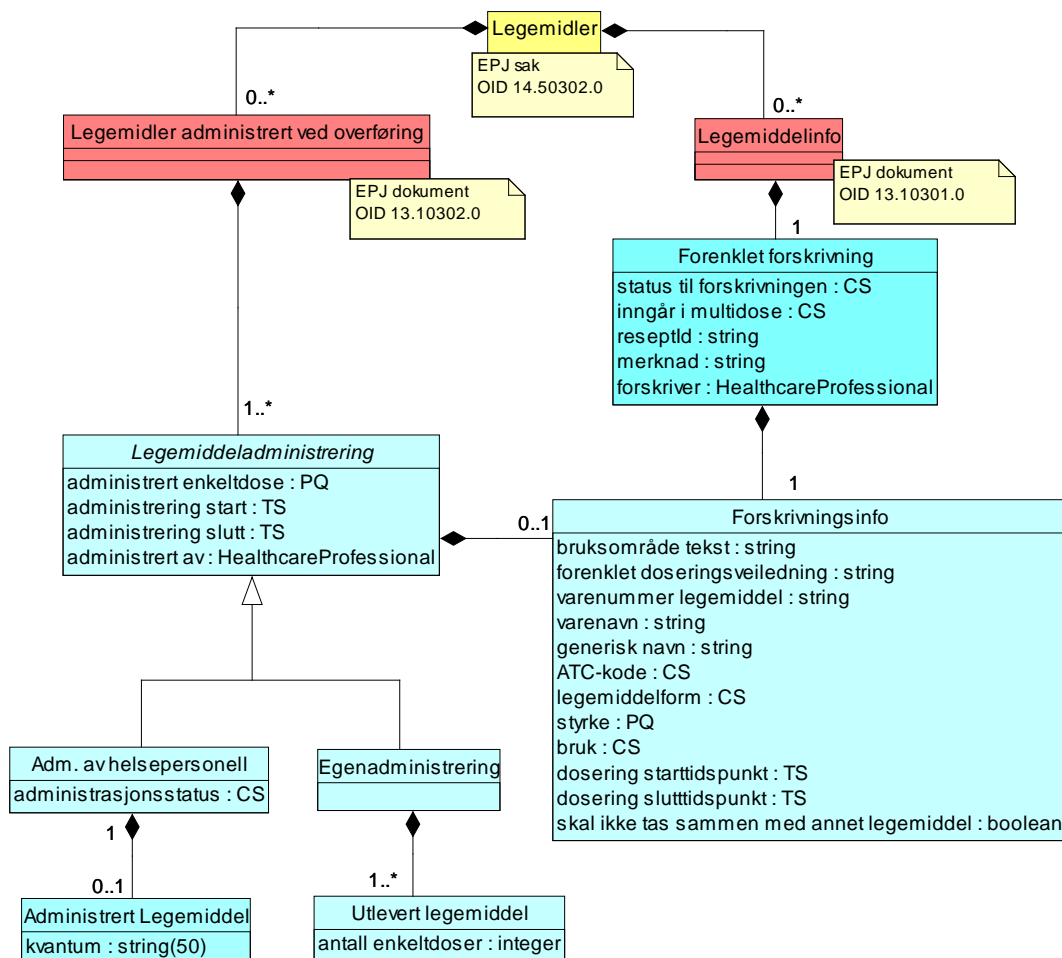 Legemidler
EPJ sak
OID 14.50302.0
0..*
0..*
Legemidler administrert ved overføring
Legemiddelinfo
EPJ dokument
OID 13.10302.0
EPJ dokument
OID 13.10301.0
1
Forenklet forskrivning
status til forskrivningen : CS
inngår i multidose : CS
reseptId : string
merknad : string
forskriver : HealthcareProfessional
1..*
Legemiddeladministrering
administrert enkeltdose : PQ
administrering start : TS
administrering slutt : TS
administrert av : HealthcareProfessional
0..1
1
Forskrivningsinfo
bruksområde tekst : string
forenklet doseringsveiledning : string
varenummer legemiddel : string
varenavn : string
generisk navn : string
ATC-kode : CS
legemiddelform : CS
styrke : PQ
bruk : CS
dosering starttidspunkt : TS
dosering slutttidspunkt : TS
skal ikke tas sammen med annet legemiddel : boolean
Adm. av helsepersonell
administrasjonsstatus : CS
Egenadministrering
1
0..1
1..*
Administrert Legemiddel
kvantum : string(50)
Utlevert legemiddel
antall enkeltdoser : integer